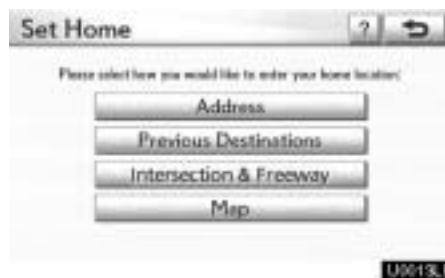 Set Home ?
Please select how you would like to enter your home location:
Address
Previous Destinations
Intersection & Freeway
Map
U0019L